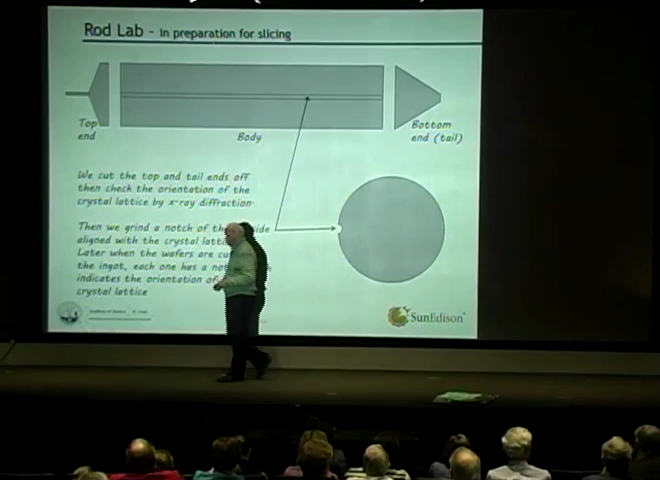 Rod Lab - in preparation for slicing
Top
end
Body
Bottom
end (tail)
We cut the top and tail ends off
then check the orientation of the
crystal lattice by x-ray diffraction.
Then we grind a notch of the side
aligned with the crystal
Later when the wafers are
the ingot, each one has a
indicates the orientation of
crystal lattice
SunEdison